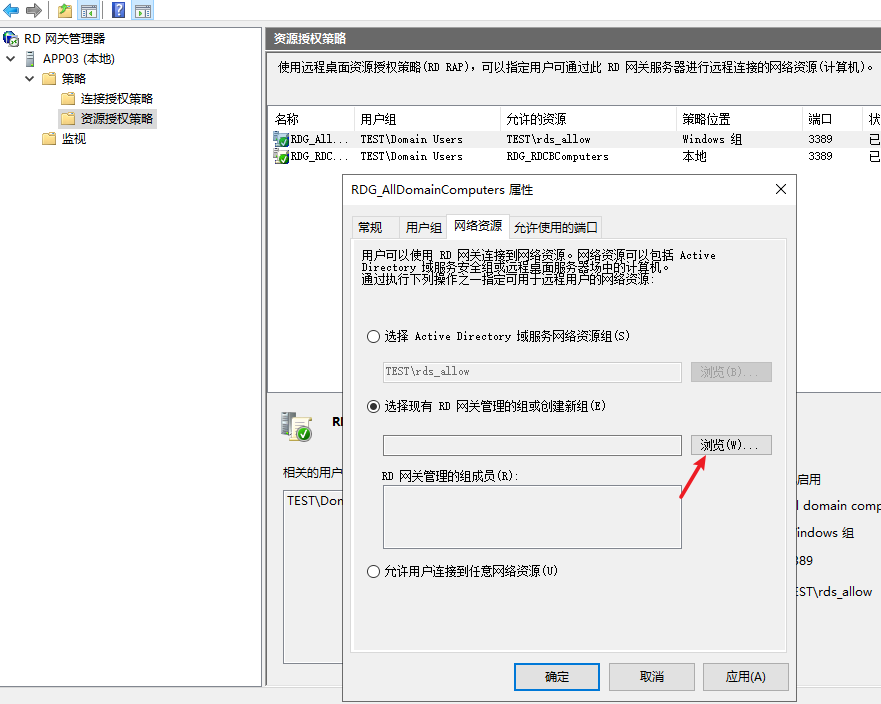 RD 网关管理器
APP03 (本地)
策略
连接授权策略
资源授权策略
监视
资源授权策略
使用远程桌面资源授权策略(RD RAP)，可以指定用户可通过此 RD 网关服务器进行远程连接的网络资源(计算机)。
名称 用户组 允许的资源 策略位置 端口 状
RDG_All... TEST\Domain Users TEST\rds_allow Windows 组 3389 已
RDG_RDC... TEST\Domain Users RDG_RDCBComputers 本地 3389 已
RDG_AllDomainComputers 属性
常规 用户组 网络资源 允许使用的端口
用户可以使用 RD 网关连接到网络资源。网络资源可以包括 Active
Directory 域服务安全组或远程桌面服务器场中的计算机。
通过执行下列操作之一指定可用于远程用户的网络资源:
选择 Active Directory 域服务网络资源组(S)
TEST\rds_allow 浏览(B)...
选择现有 RD 网关管理的组或创建新组(E)
浏览(W)...
RD 网关管理的组成员(R):
允许用户连接到任意网络资源(U)
确定 取消 应用(A)
相关的用户
TEST\Don
启用
domain comp
indows 组
389
EST\rds_allow